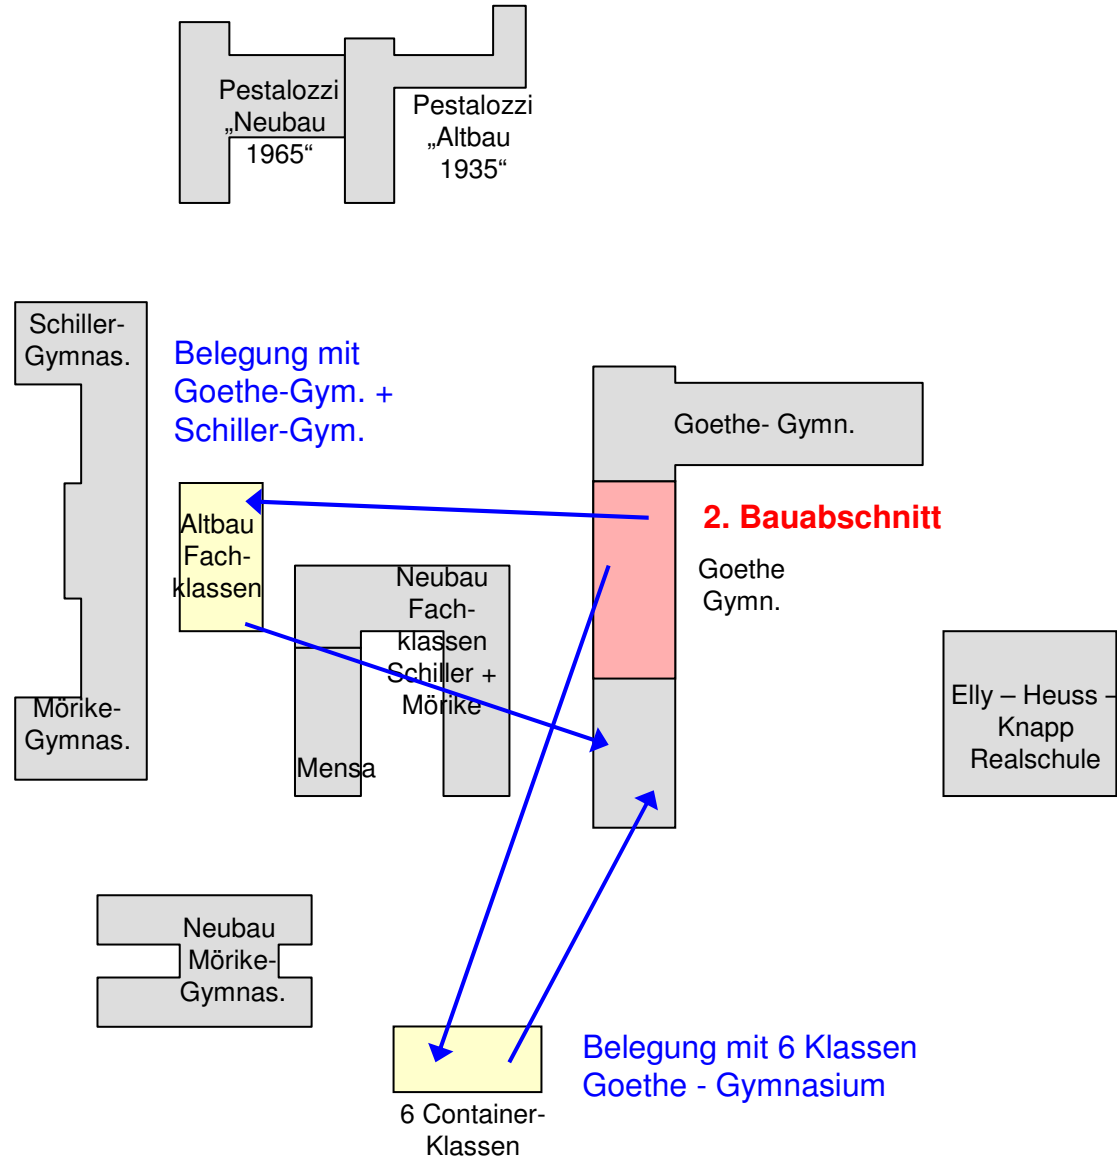 Pestalozzi
„Neubau
1965“
Pestalozzi
„Altbau
1935“
Schiller-
Gymnas.
Belegung mit
Goethe-Gym. +
Schiller-Gym.
Goethe- Gymn.
Altbau
Fach-
klassen
2. Bauabschnitt
Goethe
Gymn.
Neubau
Fach-
klassen
Schiller +
Mörike
Mensa
Mörike-
Gymnas.
Elly – Heuss –
Knapp
Realschule
Neubau
Mörike-
Gymnas.
Belegung mit 6 Klassen
Goethe - Gymnasium
6 Container-
Klassen